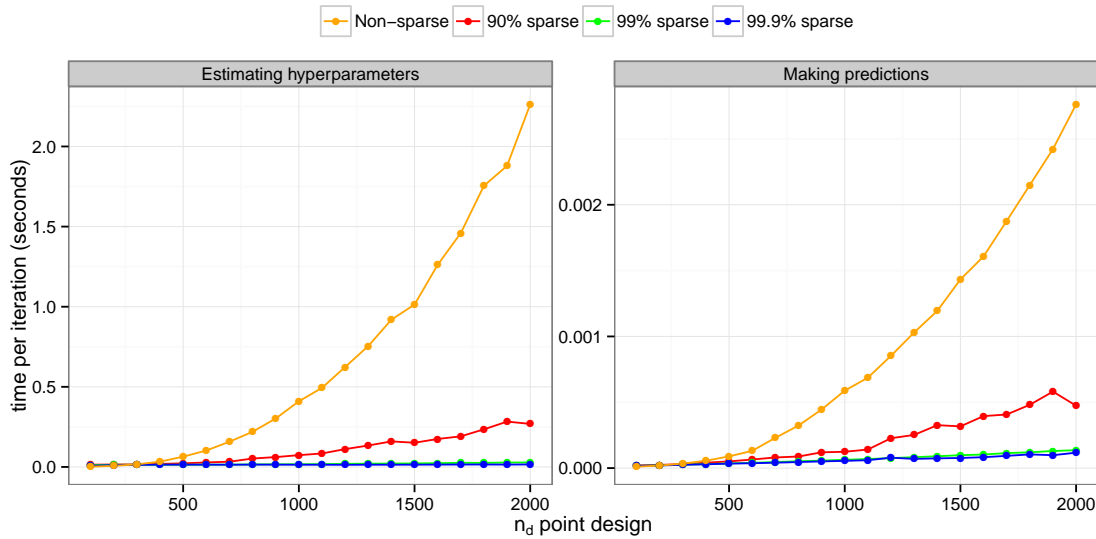 Non−sparse 90% sparse 99% sparse 99.9% sparse
Estimating hyperparameters
Making predictions
time per iteration (seconds)
2.0
1.5
1.0
0.5
0.0
0.002
0.001
0.000
500 1000 1500 2000
500 1000 1500 2000
n_d point design